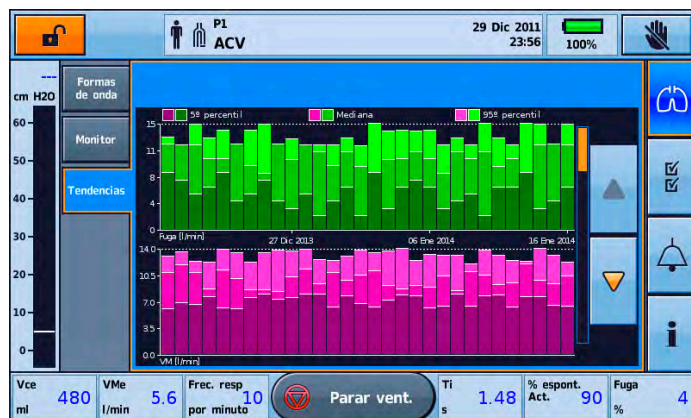 P1
ACV
29 Dic 2011
23:56
100%
---
cm H2O
60
50
40
30
20
10
0
Formas de onda
Monitor
Tendencias
5º percentil
Mediana
95º percentil
15
11
8
4
0
Fuga [l/min]
27 Dic 2013
06 Ene 2014
16 Ene 2014
14.0
10.5
7.0
3.5
0.0
VM [l/min]
Vce
480
ml
VMe
5.6
l/min
Frec. resp
10
por minuto
Parar vent.
Ti
1.48
s
% espont.
Act.
90
Fuga
4
%
i